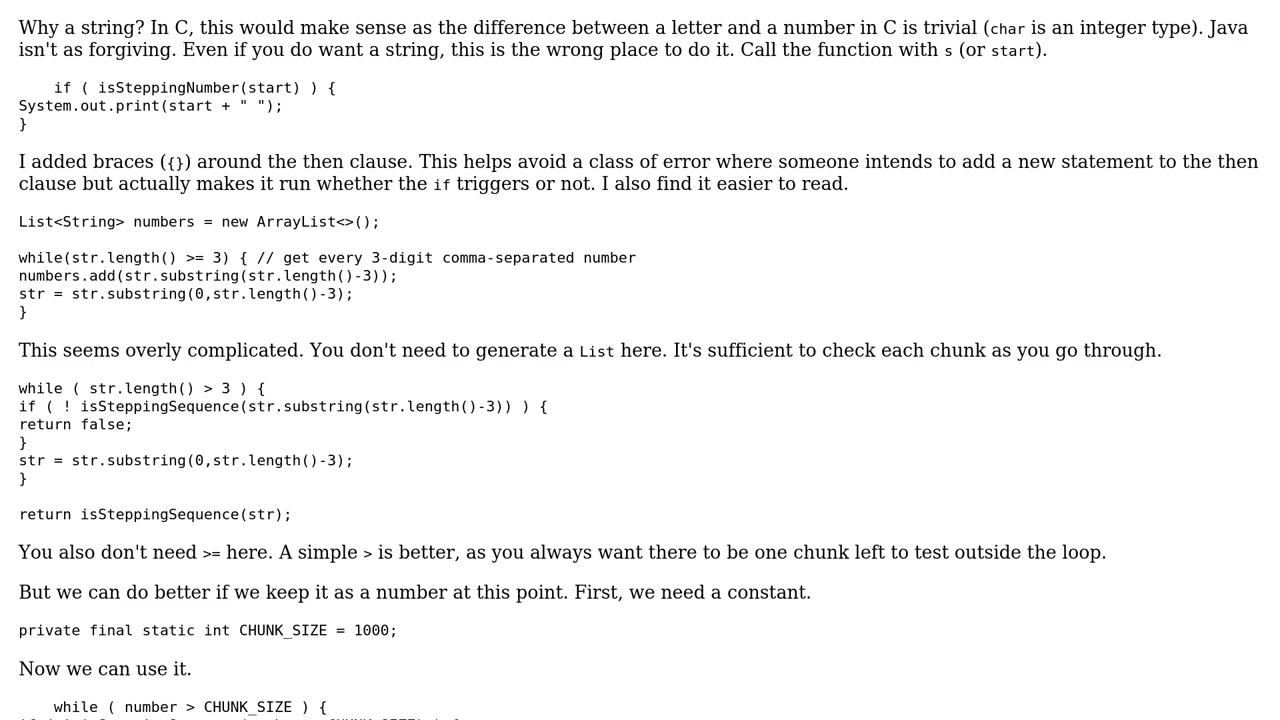 Why a string? In C, this would make sense as the difference between a letter and a number in C is trivial (char is an integer type). Java
isn't as forgiving. Even if you do want a string, this is the wrong place to do it. Call the function with s (or start).
    if ( isSteppingNumber(start) ) {
System.out.print(start + " ");
}
I added braces ({}) around the then clause. This helps avoid a class of error where someone intends to add a new statement to the then
clause but actually makes it run whether the if triggers or not. I also find it easier to read.
List<String> numbers = new ArrayList<>();
while(str.length() >= 3) { // get every 3-digit comma-separated number
numbers.add(str.substring(str.length()-3));
str = str.substring(0,str.length()-3);
}
This seems overly complicated. You don't need to generate a List here. It's sufficient to check each chunk as you go through.
while ( str.length() > 3 ) {
if ( ! isSteppingSequence(str.substring(str.length()-3)) ) {
return false;
}
str = str.substring(0,str.length()-3);
}
return isSteppingSequence(str);
You also don't need >= here. A simple > is better, as you always want there to be one chunk left to test outside the loop.
But we can do better if we keep it as a number at this point. First, we need a constant.
private final static int CHUNK_SIZE = 1000;
Now we can use it.
    while ( number > CHUNK_SIZE ) {